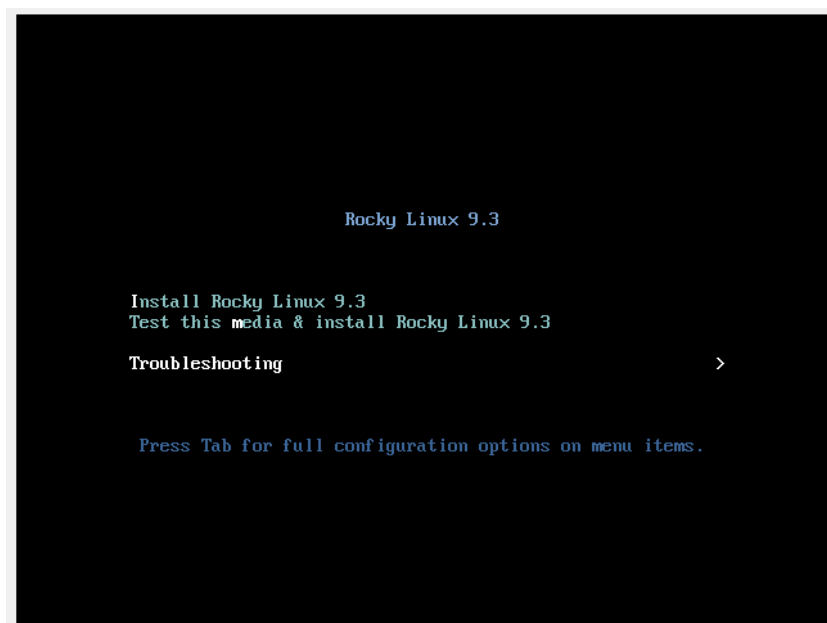 Rocky Linux 9.3
Install Rocky Linux 9.3
Test this media & install Rocky Linux 9.3
Troubleshooting >
Press Tab for full configuration options on menu items.